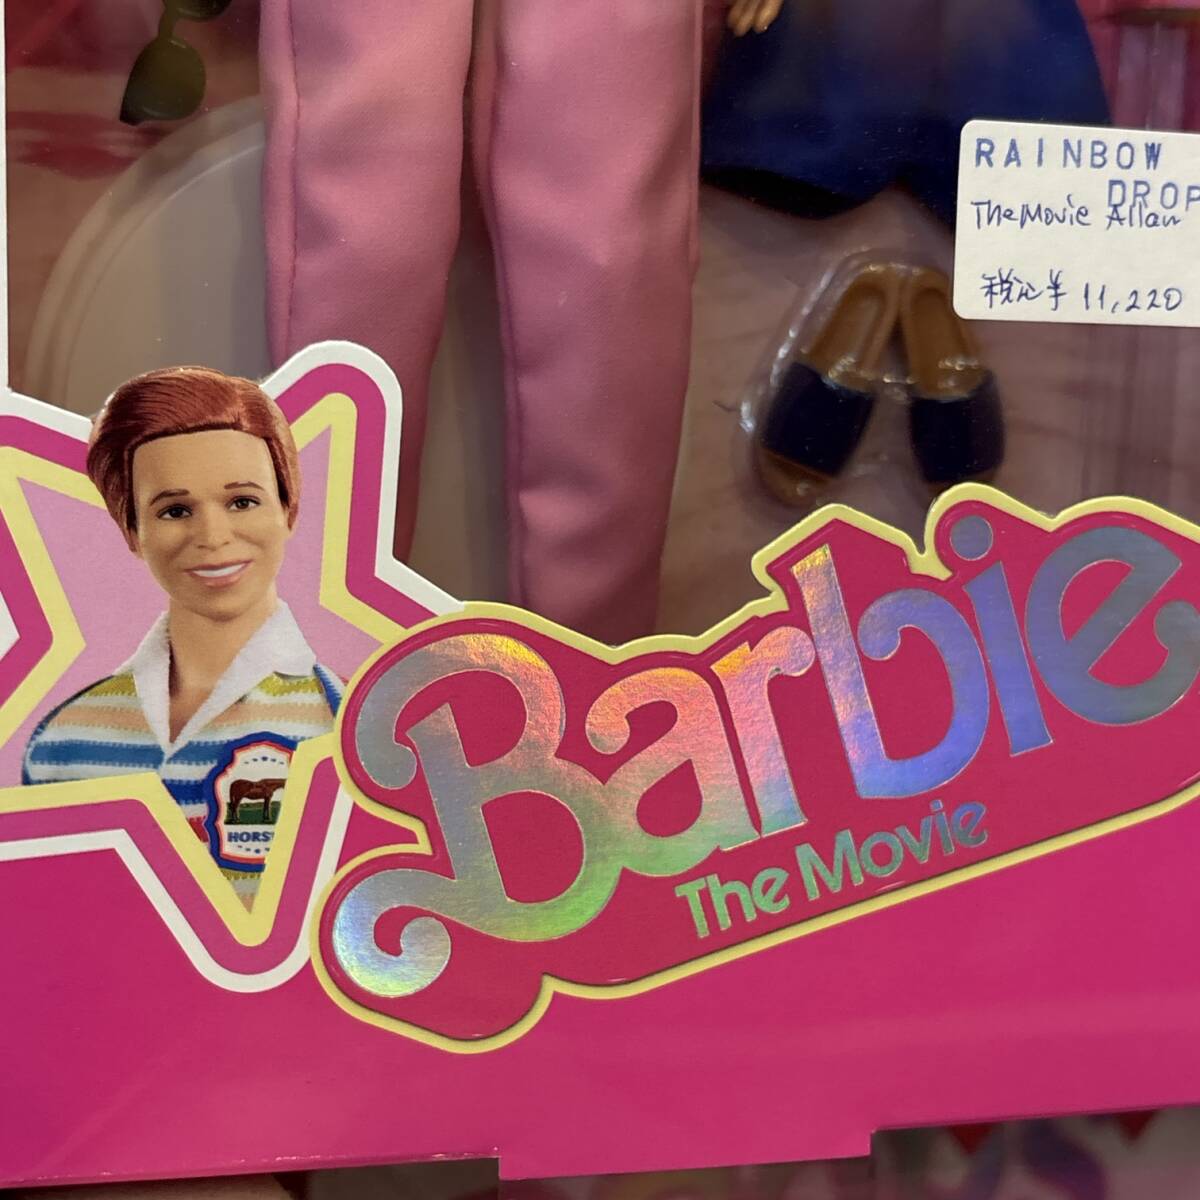 RAINBOW
DROP
The Movie Allan
税込¥11,220
Barbie
The Movie